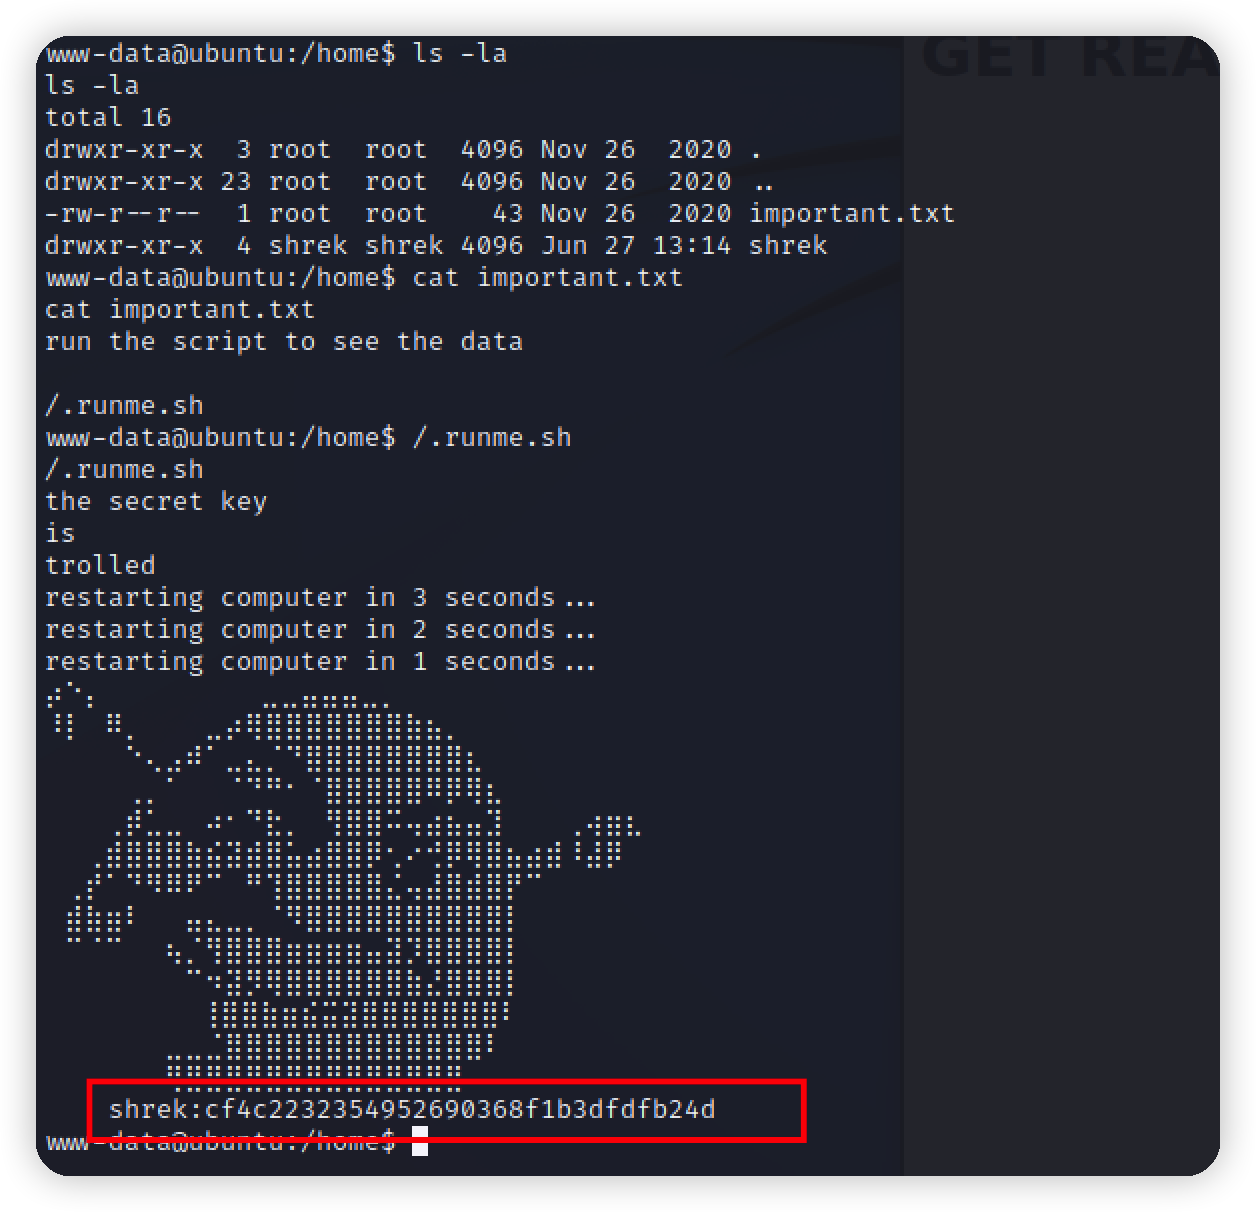 GET REA
www-data@ubuntu:/home$ ls -la
ls -la
total 16
drwxr-xr-x  3 root  root  4096 Nov 26  2020 .
drwxr-xr-x 23 root  root  4096 Nov 26  2020 ..
-rw-r--r--  1 root  root    43 Nov 26  2020 important.txt
drwxr-xr-x  4 shrek shrek 4096 Jun 27 13:14 shrek
www-data@ubuntu:/home$ cat important.txt
cat important.txt
run the script to see the data
/.runme.sh
www-data@ubuntu:/home$ /.runme.sh
/.runme.sh
the secret key
is
trolled
restarting computer in 3 seconds...
restarting computer in 2 seconds...
restarting computer in 1 seconds...
shrek:cf4c2232354952690368f1b3dfdfb24d
www-data@ubuntu:/home$